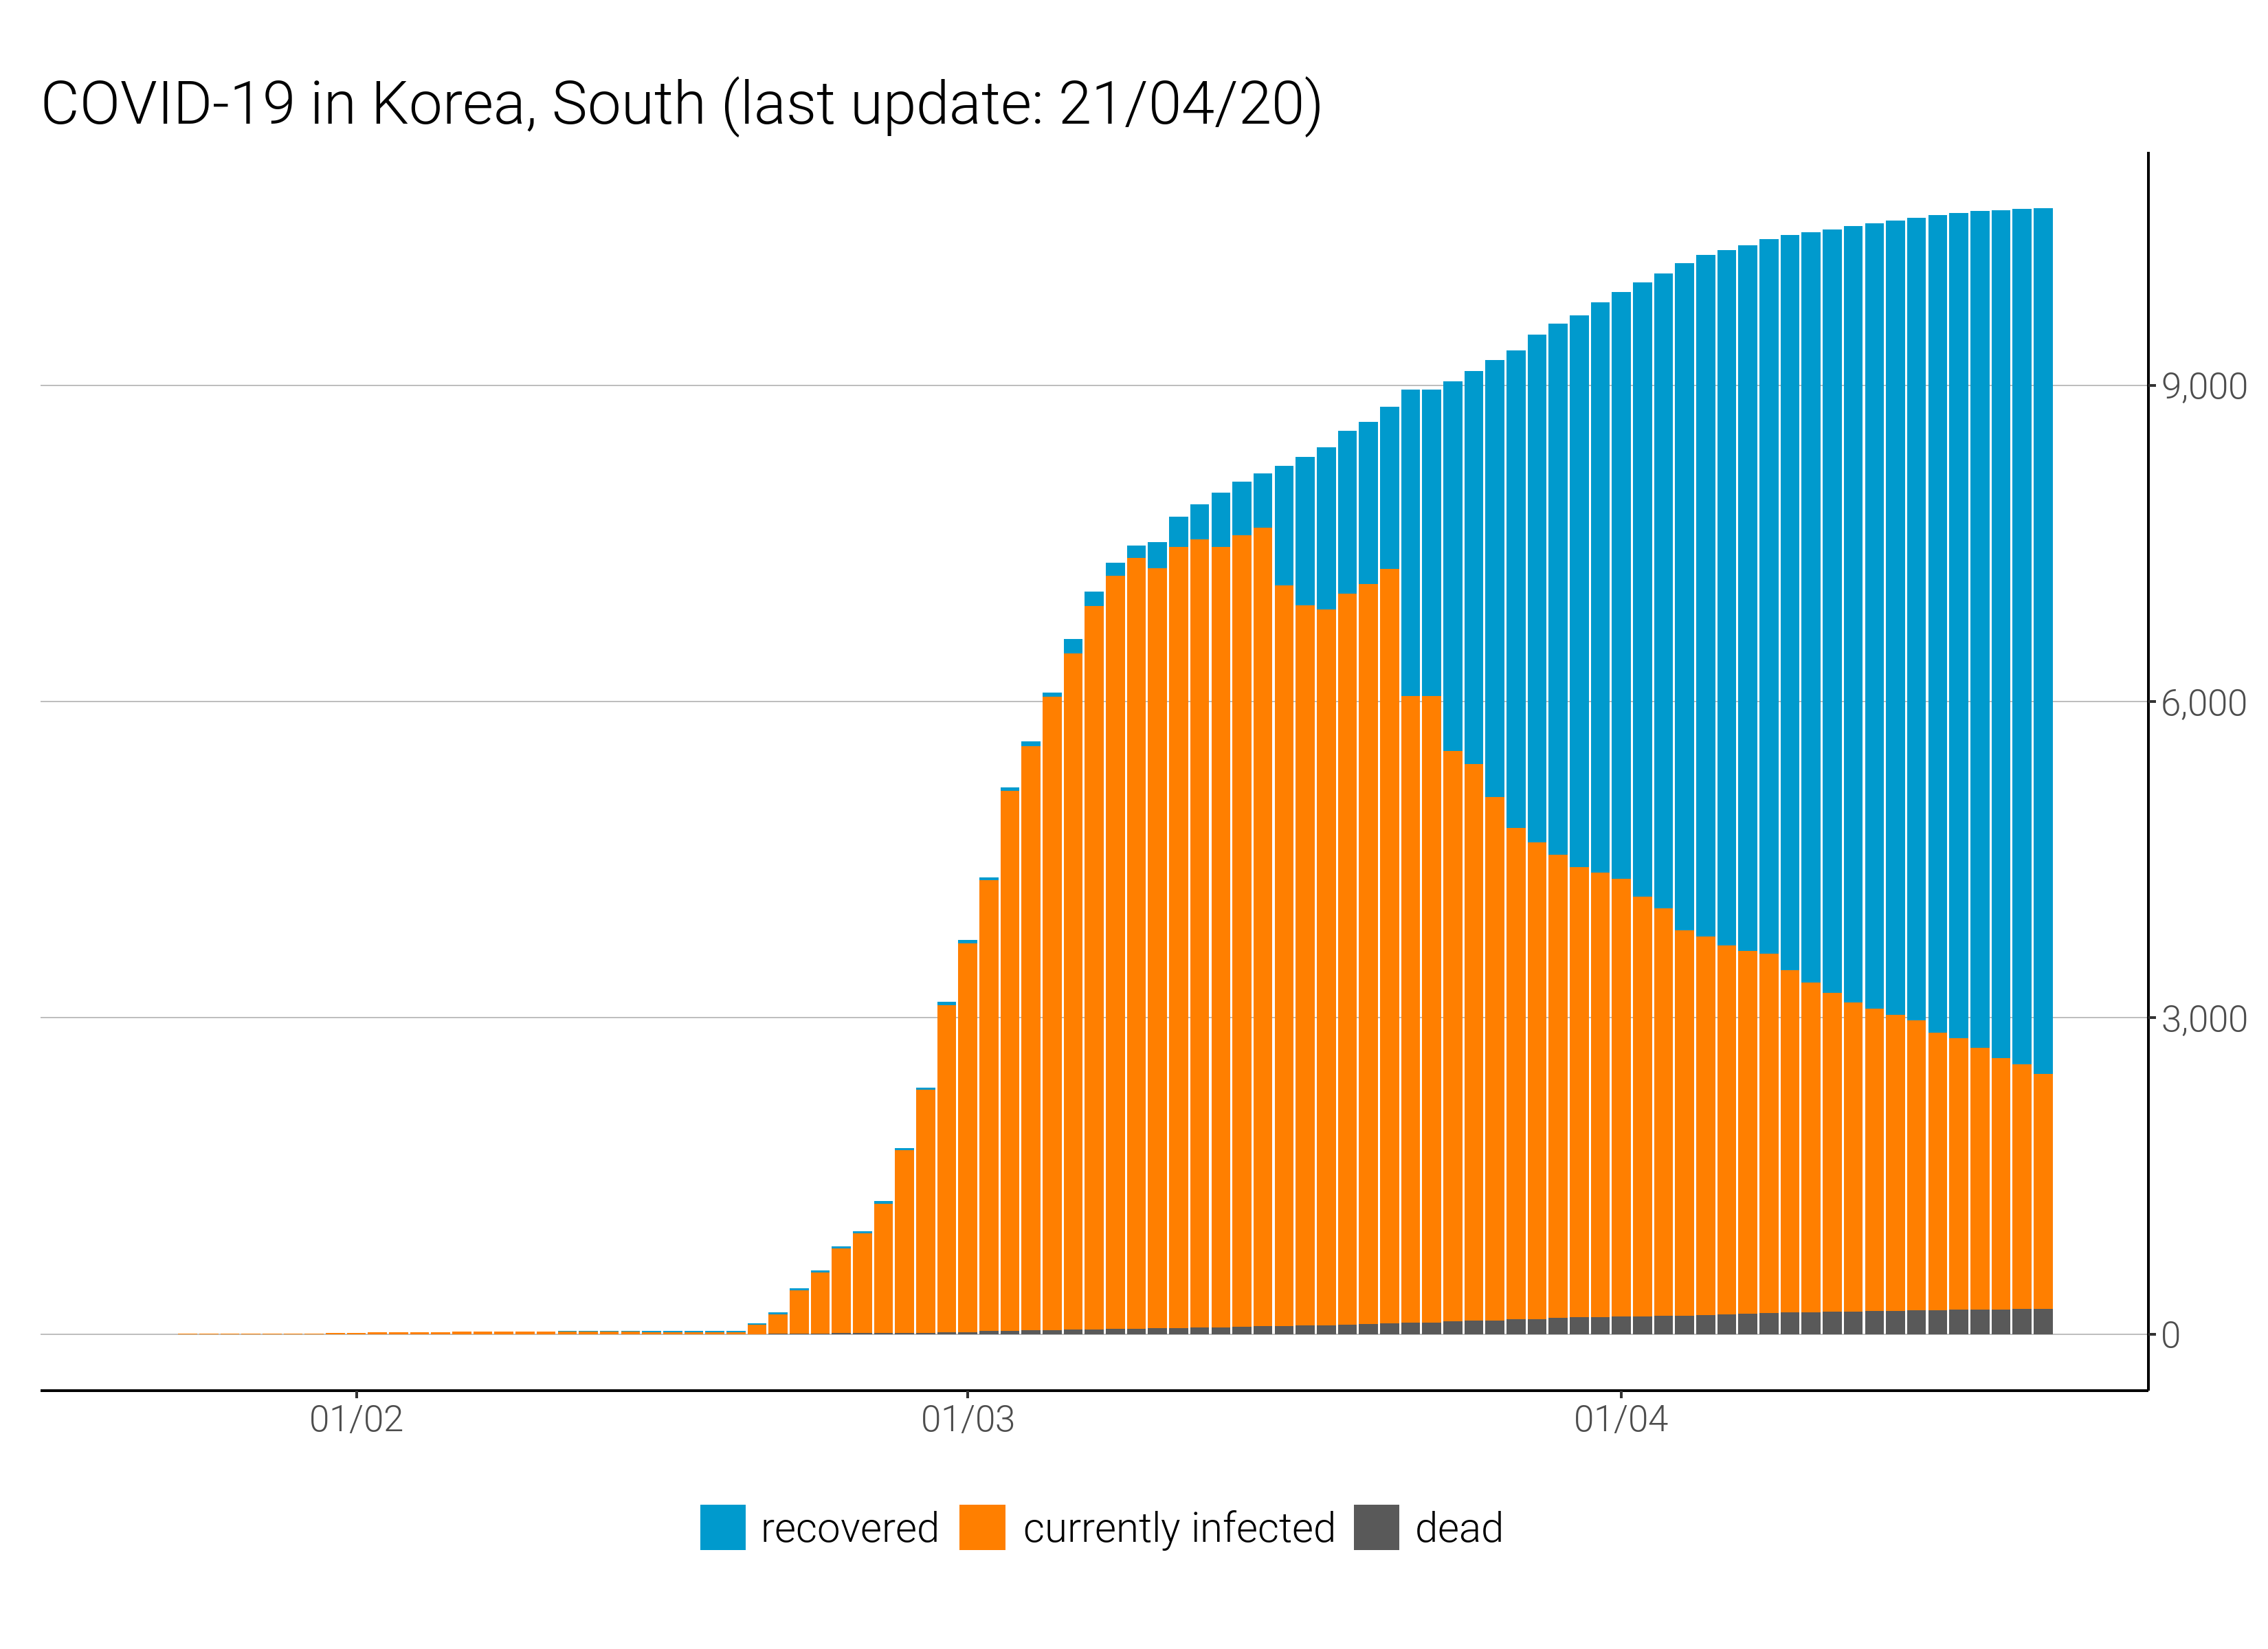 COVID-19 in Korea, South (last update: 21/04/20)
9,000
6,000
3,000
0
01/02 01/03 01/04
recovered currently infected dead